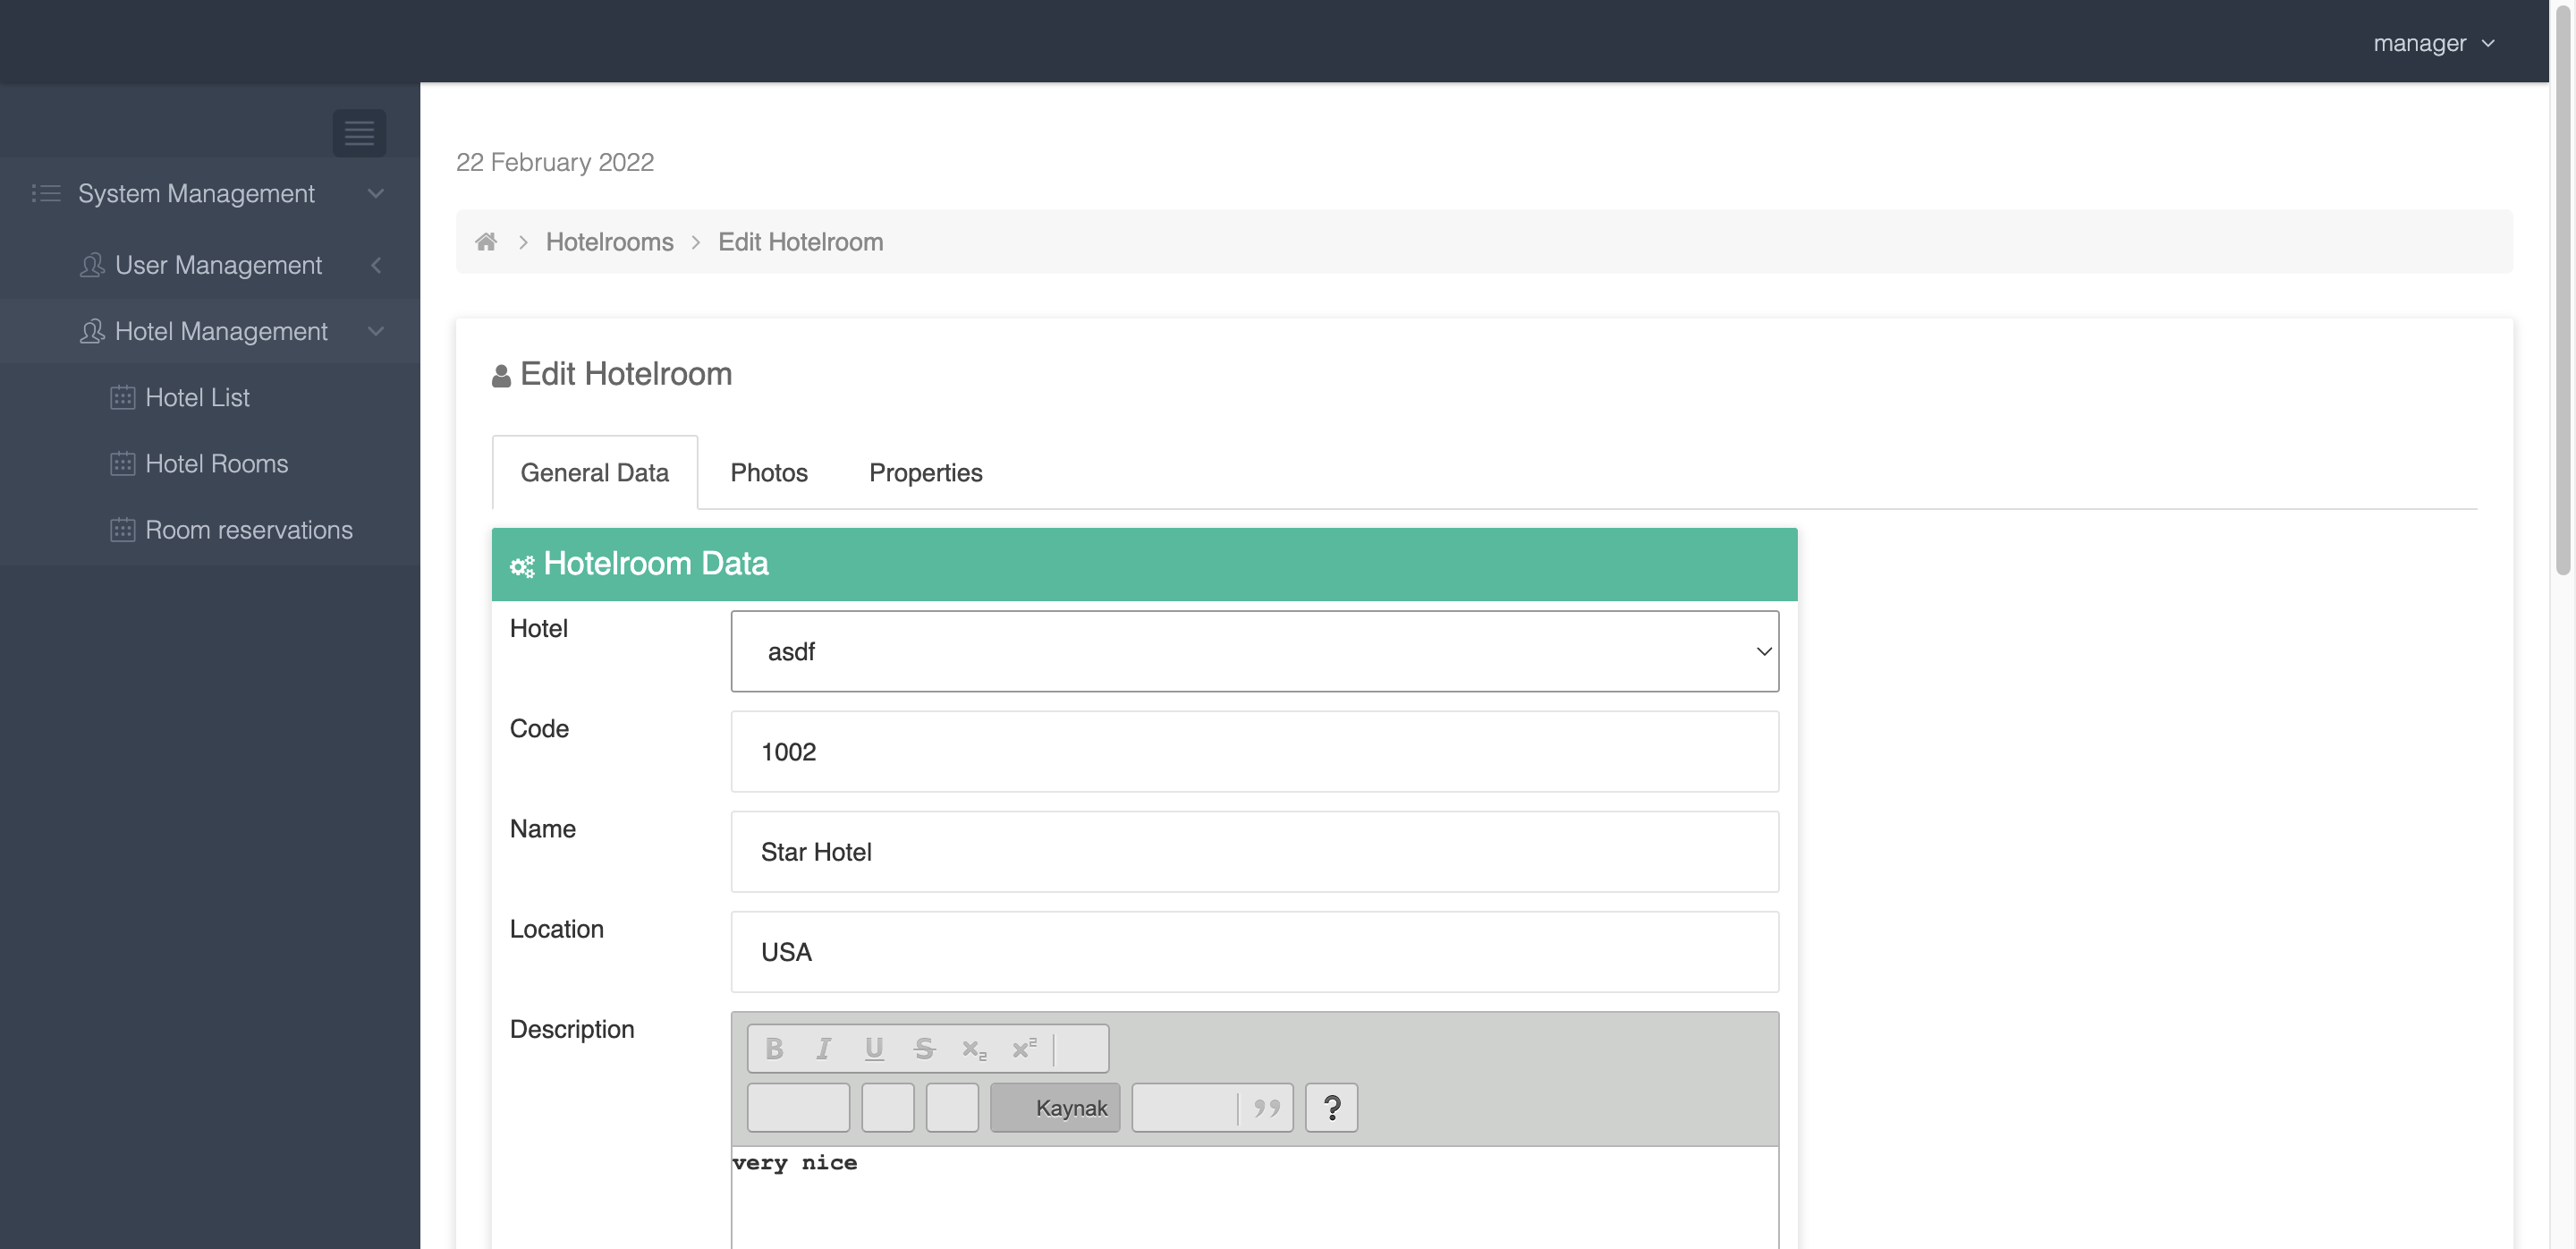 manager
System Management
User Management
Hotel Management
Hotel List
Hotel Rooms
Room reservations
22 February 2022
Hotelrooms > Edit Hotelroom
Edit Hotelroom
General Data Photos Properties
Hotelroom Data
Hotel asdf
Code 1002
Name Star Hotel
Location USA
Description
B I U S x₂ x²
Kaynak ?
very nice